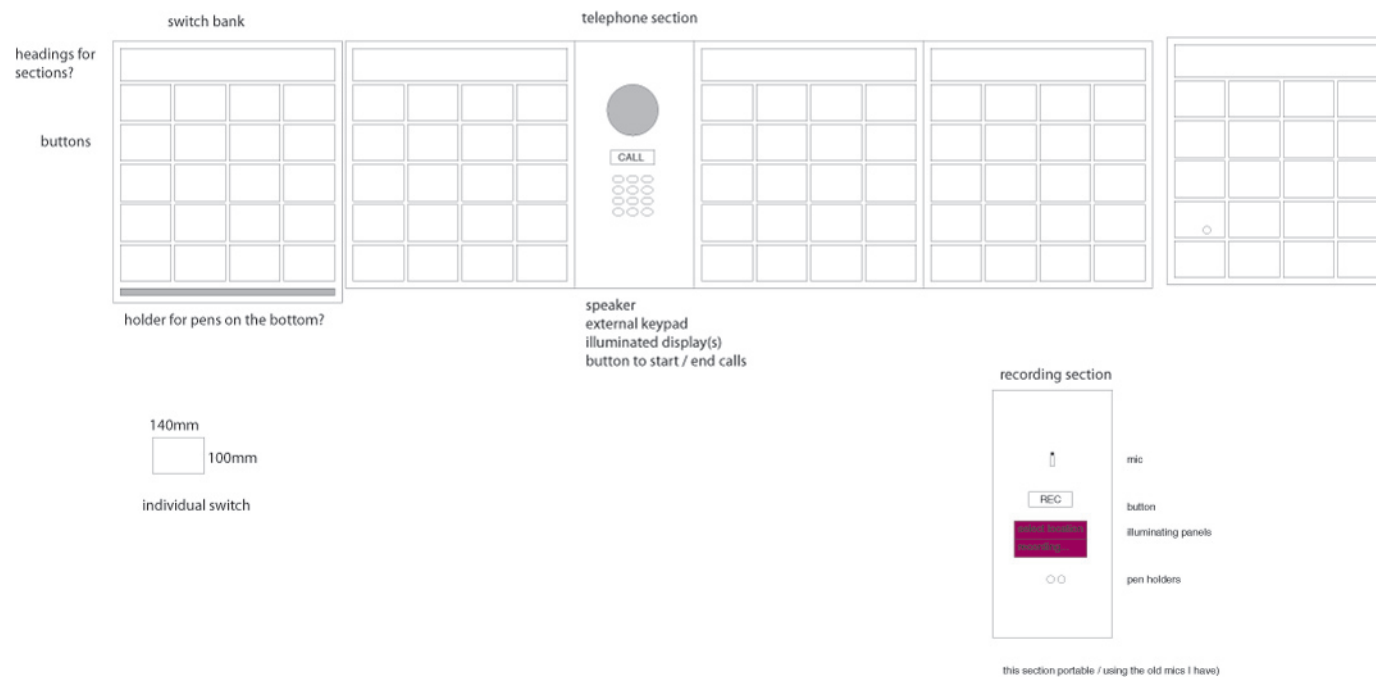 switch bank
telephone section
headings for
sections?
buttons
CALL
holder for pens on the bottom?
speaker
external keypad
illuminated display(s)
button to start / end calls
recording section
140mm
100mm
individual switch
mic
REC
button
illuminating panels
recording...
pen holders
this section portable / using the old mics I have)